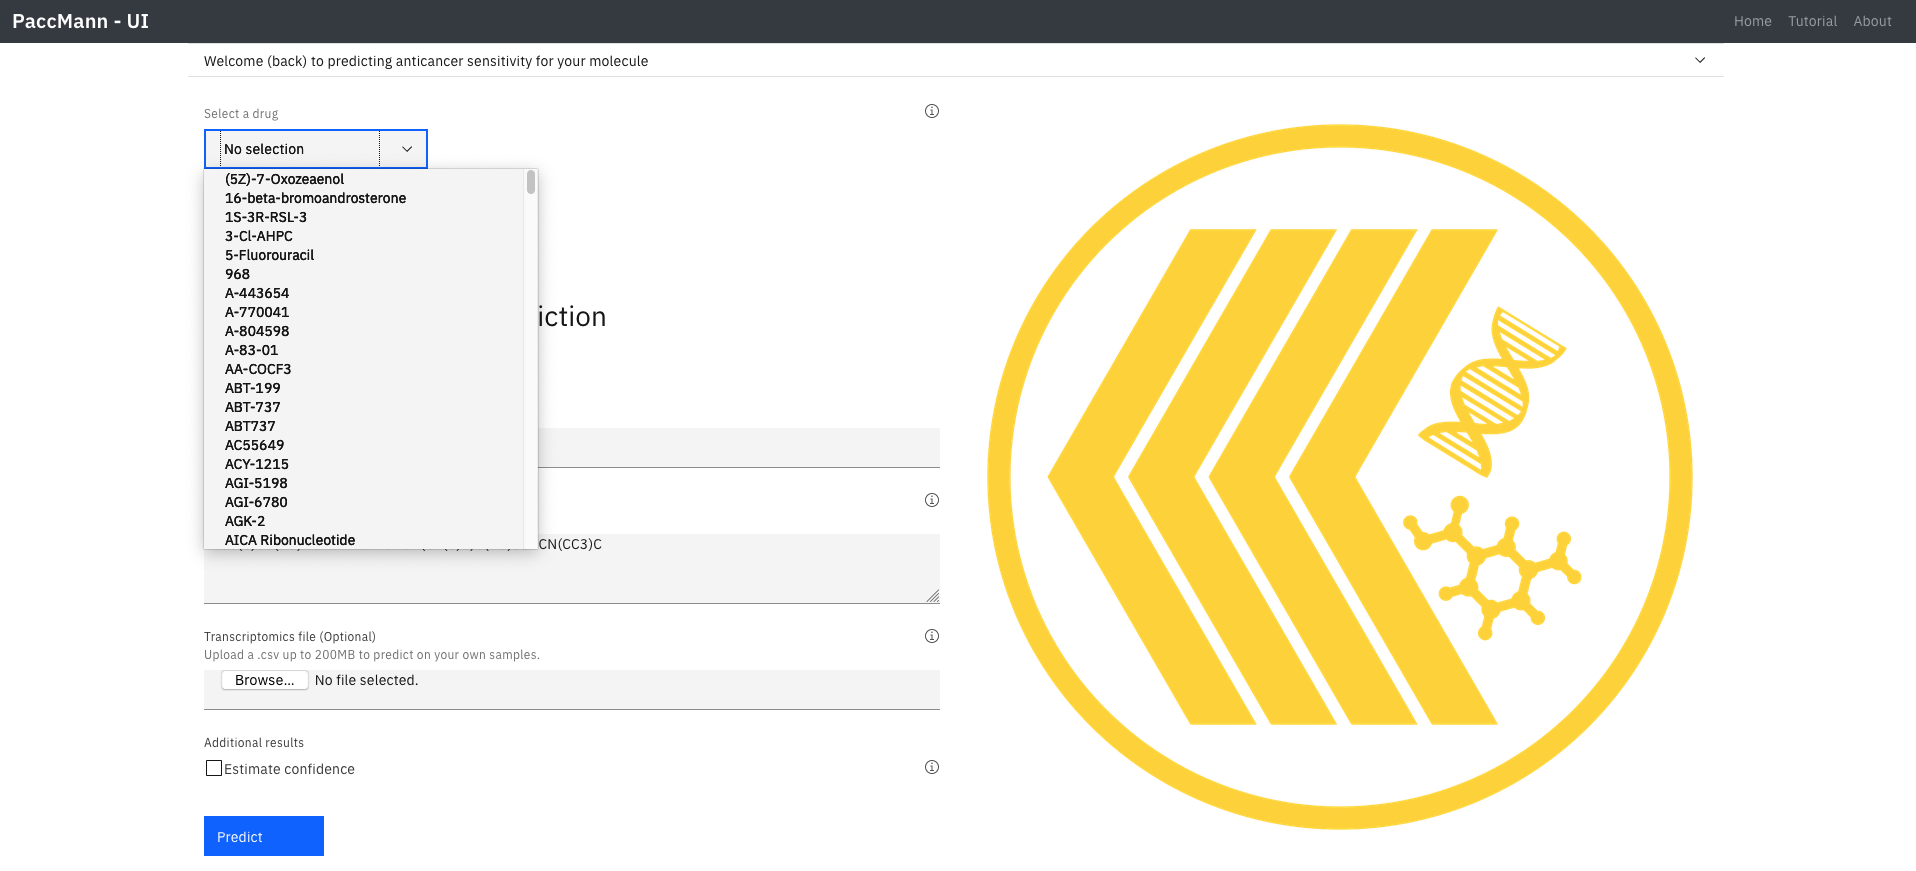 PaccMann - UI
Home Tutorial About
Welcome (back) to predicting anticancer sensitivity for your molecule
Select a drug
No selection
(5Z)-7-Oxozeaenol
16-beta-bromoandrosterone
1S-3R-RSL-3
3-Cl-AHPC
5-Fluorouracil
968
A-443654
A-770041
A-804598
A-83-01
AA-COCF3
ABT-199
ABT-737
ABT737
AC55649
ACY-1215
AGI-5198
AGI-6780
AGK-2
AICA Ribonucleotide
iction
CN(CC3)C
Transcriptomics file (Optional)
Upload a .csv up to 200MB to predict on your own samples.
Browse... No file selected.
Additional results
Estimate confidence
Predict